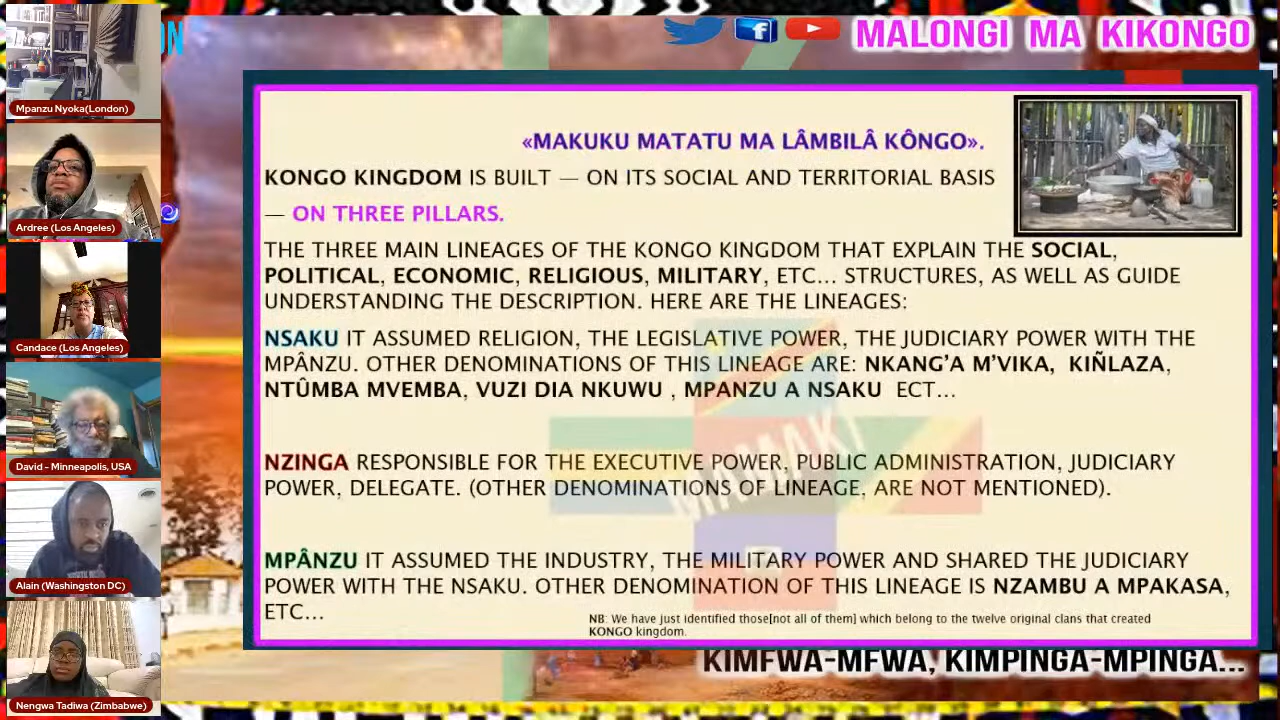 ON
MALONGI MA KIKONGO
Mpanzu Nyoka(London)
Ardree (Los Angeles)
Candace (Los Angeles)
David - Minneapolis, USA
Alain (Washington DC)
Nengwa Tadiwa (Zimbabwe)
«MAKUKU MATATU MA LÂMBILÂ KÔNGO».
KONGO KINGDOM IS BUILT — ON ITS SOCIAL AND TERRITORIAL BASIS
— ON THREE PILLARS.
THE THREE MAIN LINEAGES OF THE KONGO KINGDOM THAT EXPLAIN THE SOCIAL,
POLITICAL, ECONOMIC, RELIGIOUS, MILITARY, ETC... STRUCTURES, AS WELL AS GUIDE
UNDERSTANDING THE DESCRIPTION. HERE ARE THE LINEAGES:
NSAKU IT ASSUMED RELIGION, THE LEGISLATIVE POWER, THE JUDICIARY POWER WITH THE
MPÂNZU. OTHER DENOMINATIONS OF THIS LINEAGE ARE: NKANG'A M'VIKA, KIÑLAZA,
NTÛMBA MVEMBA, VUZI DIA NKUWU , MPANZU A NSAKU ECT...
NZINGA RESPONSIBLE FOR THE EXECUTIVE POWER, PUBLIC ADMINISTRATION, JUDICIARY
POWER, DELEGATE. (OTHER DENOMINATIONS OF LINEAGE, ARE NOT MENTIONED).
MPÂNZU IT ASSUMED THE INDUSTRY, THE MILITARY POWER AND SHARED THE JUDICIARY
POWER WITH THE NSAKU. OTHER DENOMINATION OF THIS LINEAGE IS NZAMBU A MPAKASA,
ETC...
NB: We have just identified those[not all of them] which belong to the twelve original clans that created
KONGO kingdom.
KIMFWA-MFWA, KIMPINGA-MPINGA...